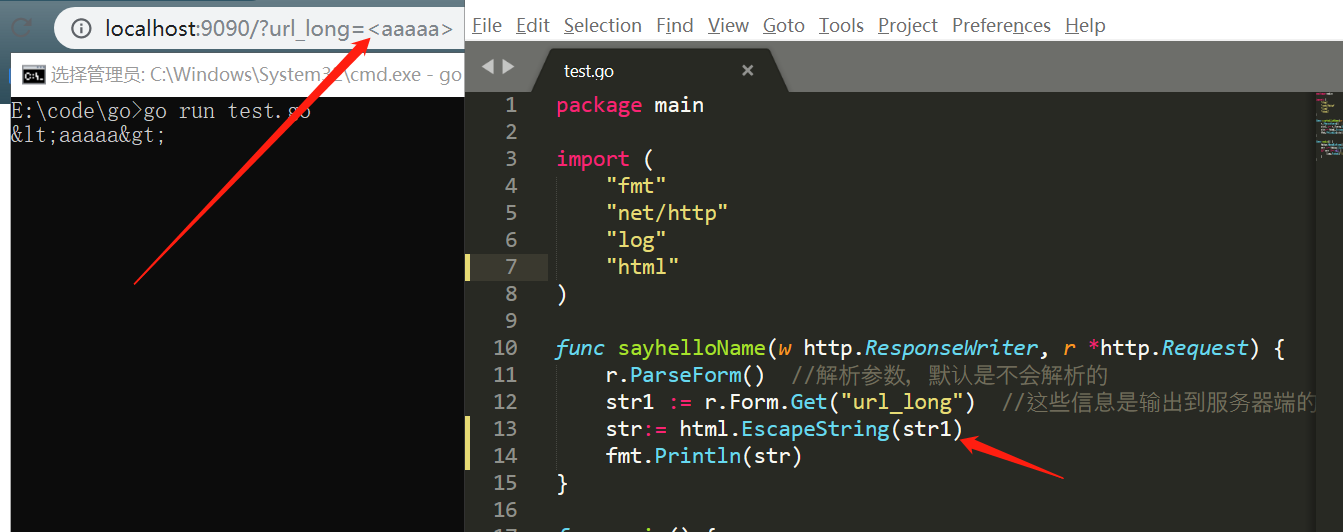 localhost:9090/?url_long=<aaaaa>
选择管理员: C:\Windows\System32\cmd.exe - go
E:\code\go>go run test.go
&lt;aaaaa&gt;
File Edit Selection Find View Goto Tools Project Preferences Help
test.go
1 package main
2
3 import (
4 "fmt"
5 "net/http"
6 "log"
7 "html"
8 )
9
10 func sayhelloName(w http.ResponseWriter, r *http.Request) {
11 r.ParseForm() //解析参数, 默认是不会解析的
12 str1 := r.Form.Get("url_long") //这些信息是输出到服务器端的
13 str:= html.EscapeString(str1)
14 fmt.Println(str)
15 }
16